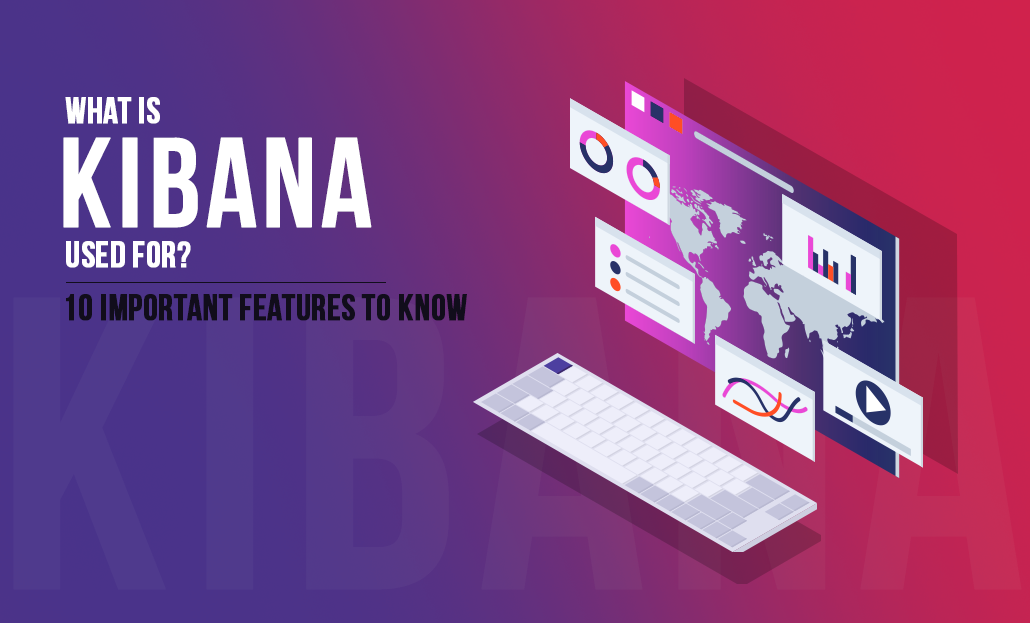 WHAT IS
KIBANA
USED FOR?
10 IMPORTANT FEATURES TO KNOW
KIBANA